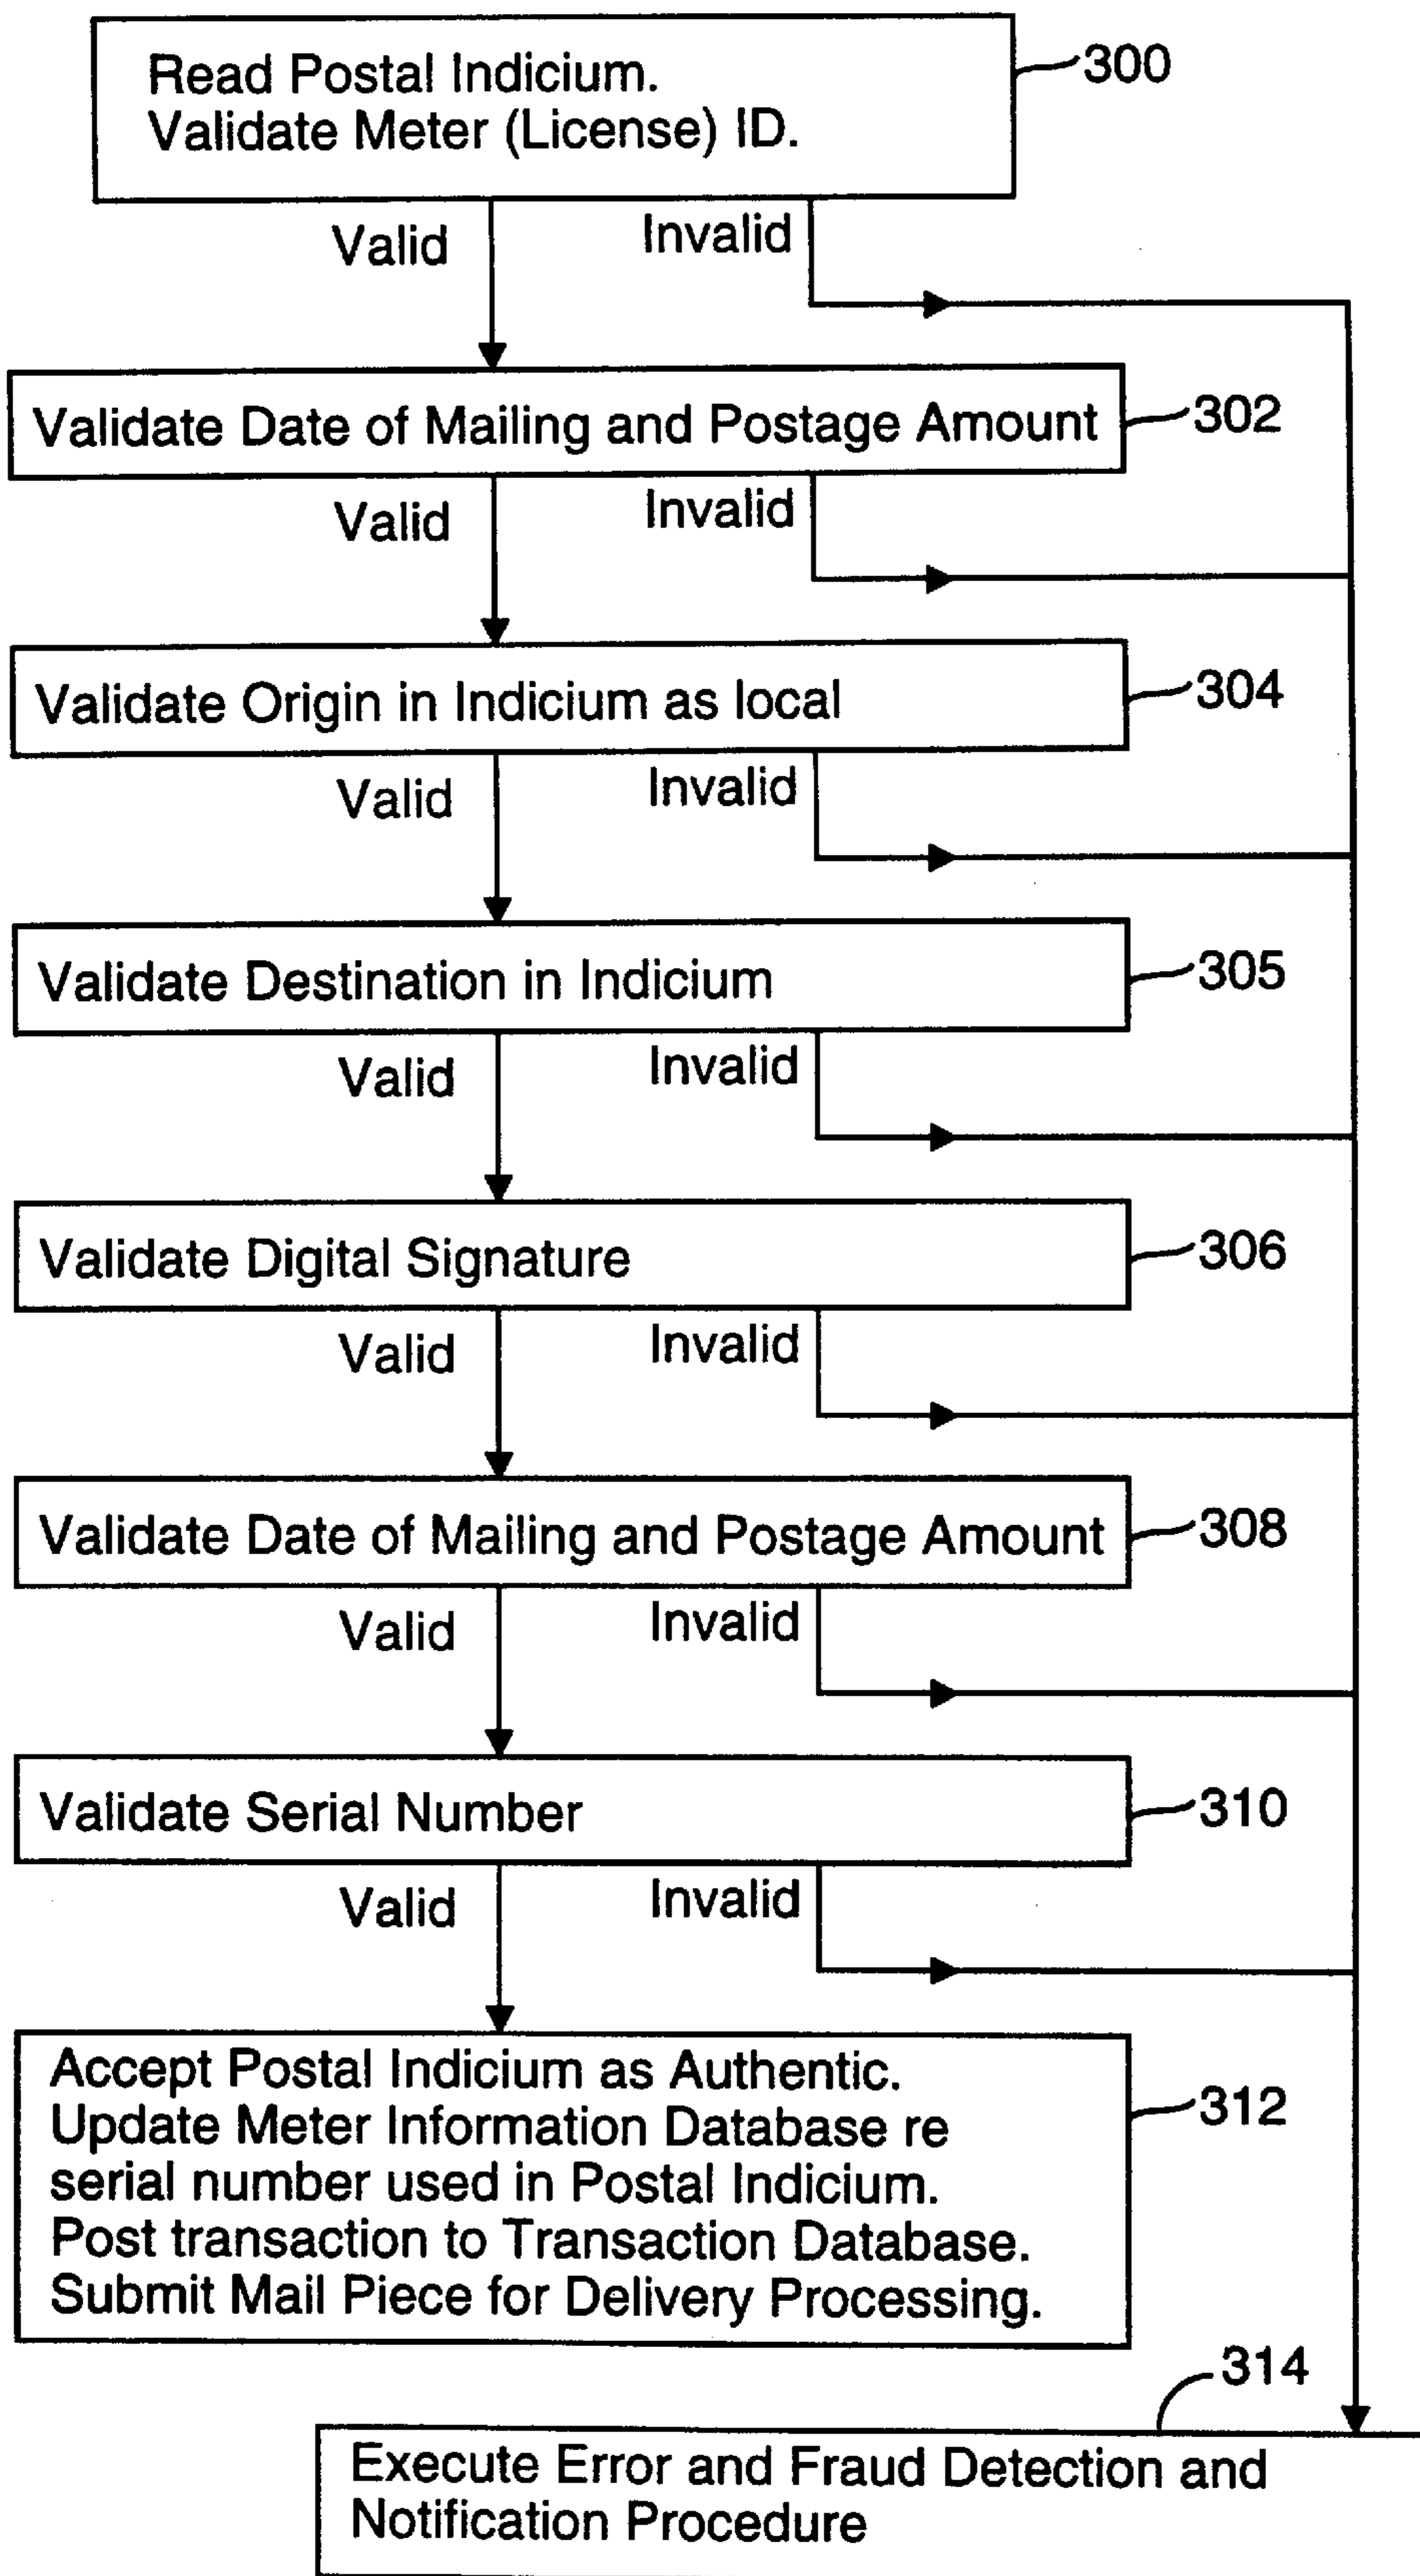 Read Postal Indicium.
Validate Meter (License) ID.
300
Valid
Invalid
Validate Date of Mailing and Postage Amount
302
Valid
Invalid
Validate Origin in Indicium as local
304
Valid
Invalid
Validate Destination in Indicium
305
Valid
Invalid
Validate Digital Signature
306
Valid
Invalid
Validate Date of Mailing and Postage Amount
308
Valid
Invalid
Validate Serial Number
310
Valid
Invalid
Accept Postal Indicium as Authentic.
Update Meter Information Database re
serial number used in Postal Indicium.
Post transaction to Transaction Database.
Submit Mail Piece for Delivery Processing.
312
314
Execute Error and Fraud Detection and
Notification Procedure